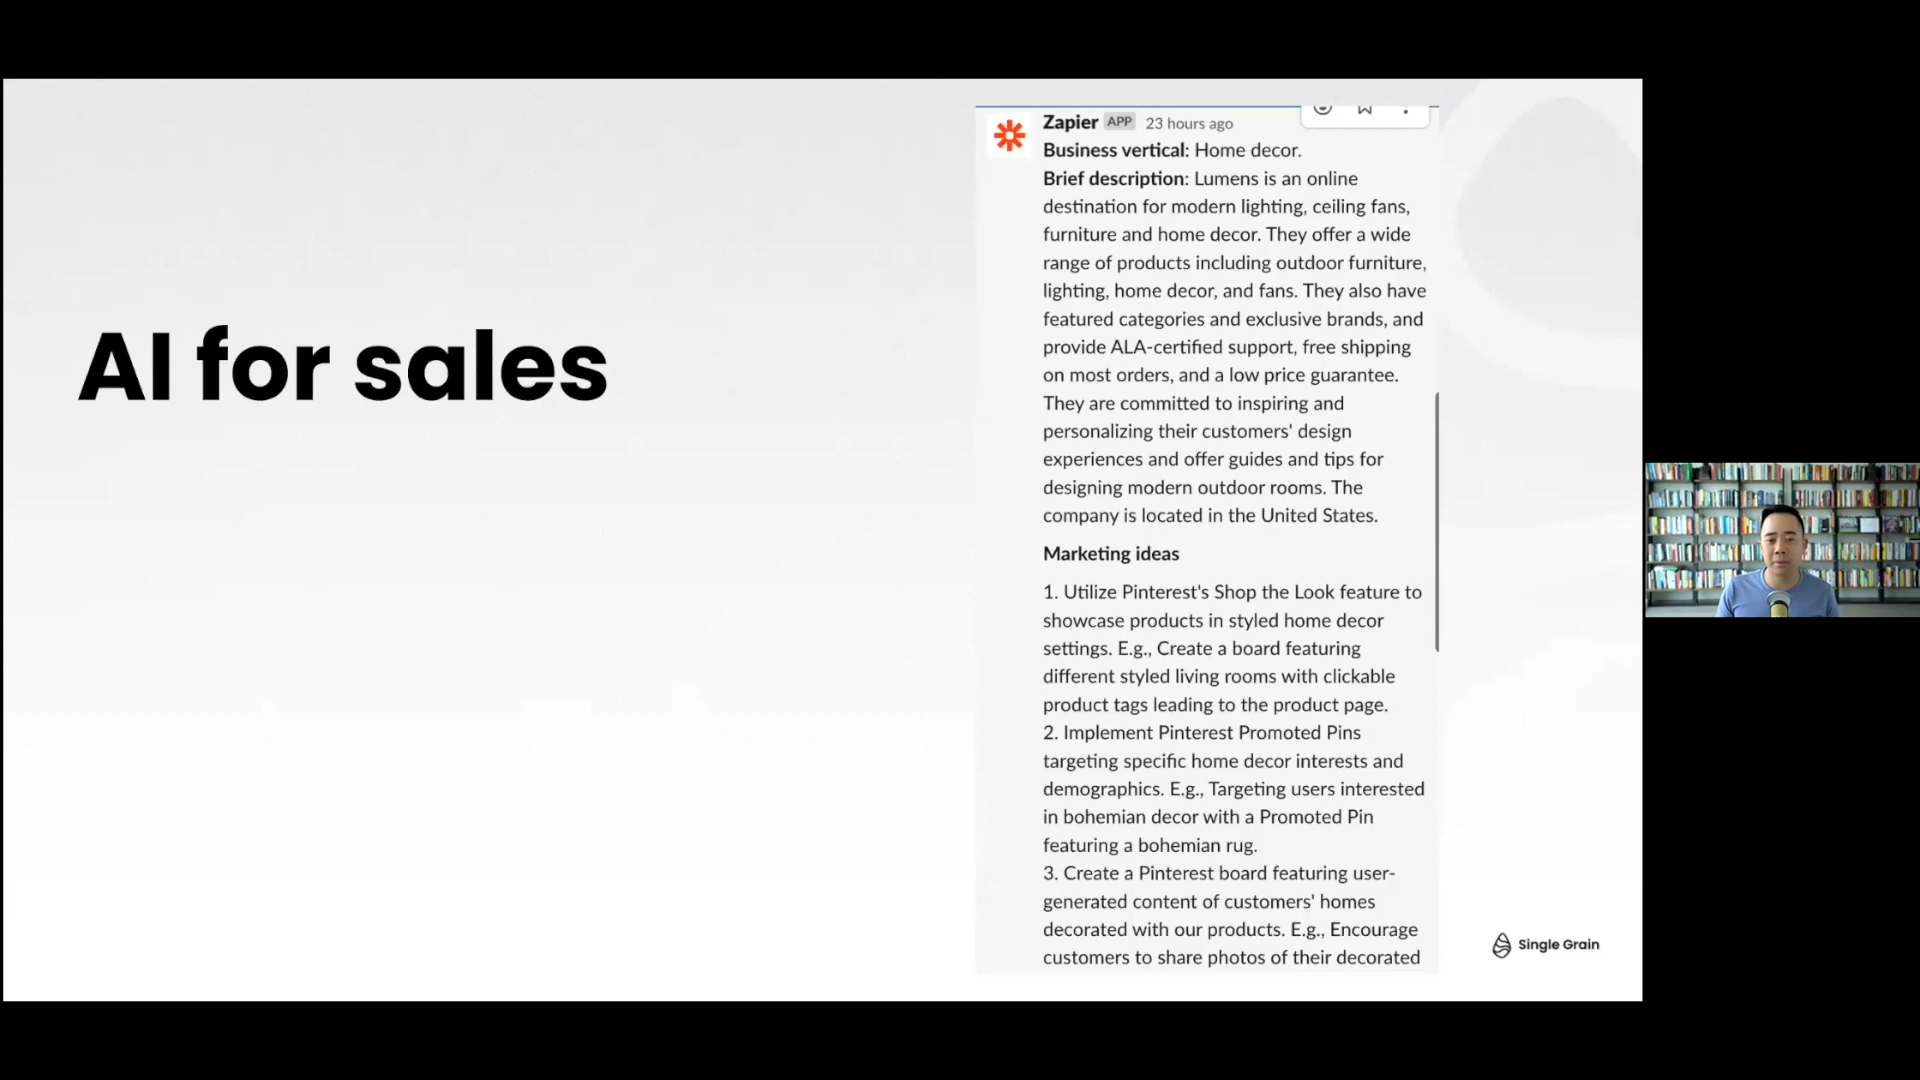 AI for sales
Zapier APP 23 hours ago
Business vertical: Home decor.
Brief description: Lumens is an online
destination for modern lighting, ceiling fans,
furniture and home decor. They offer a wide
range of products including outdoor furniture,
lighting, home decor, and fans. They also have
featured categories and exclusive brands, and
provide ALA-certified support, free shipping
on most orders, and a low price guarantee.
They are committed to inspiring and
personalizing their customers' design
experiences and offer guides and tips for
designing modern outdoor rooms. The
company is located in the United States.
Marketing ideas
1. Utilize Pinterest's Shop the Look feature to
showcase products in styled home decor
settings. E.g., Create a board featuring
different styled living rooms with clickable
product tags leading to the product page.
2. Implement Pinterest Promoted Pins
targeting specific home decor interests and
demographics. E.g., Targeting users interested
in bohemian decor with a Promoted Pin
featuring a bohemian rug.
3. Create a Pinterest board featuring user-
generated content of customers' homes
decorated with our products. E.g., Encourage
customers to share photos of their decorated
Single Grain